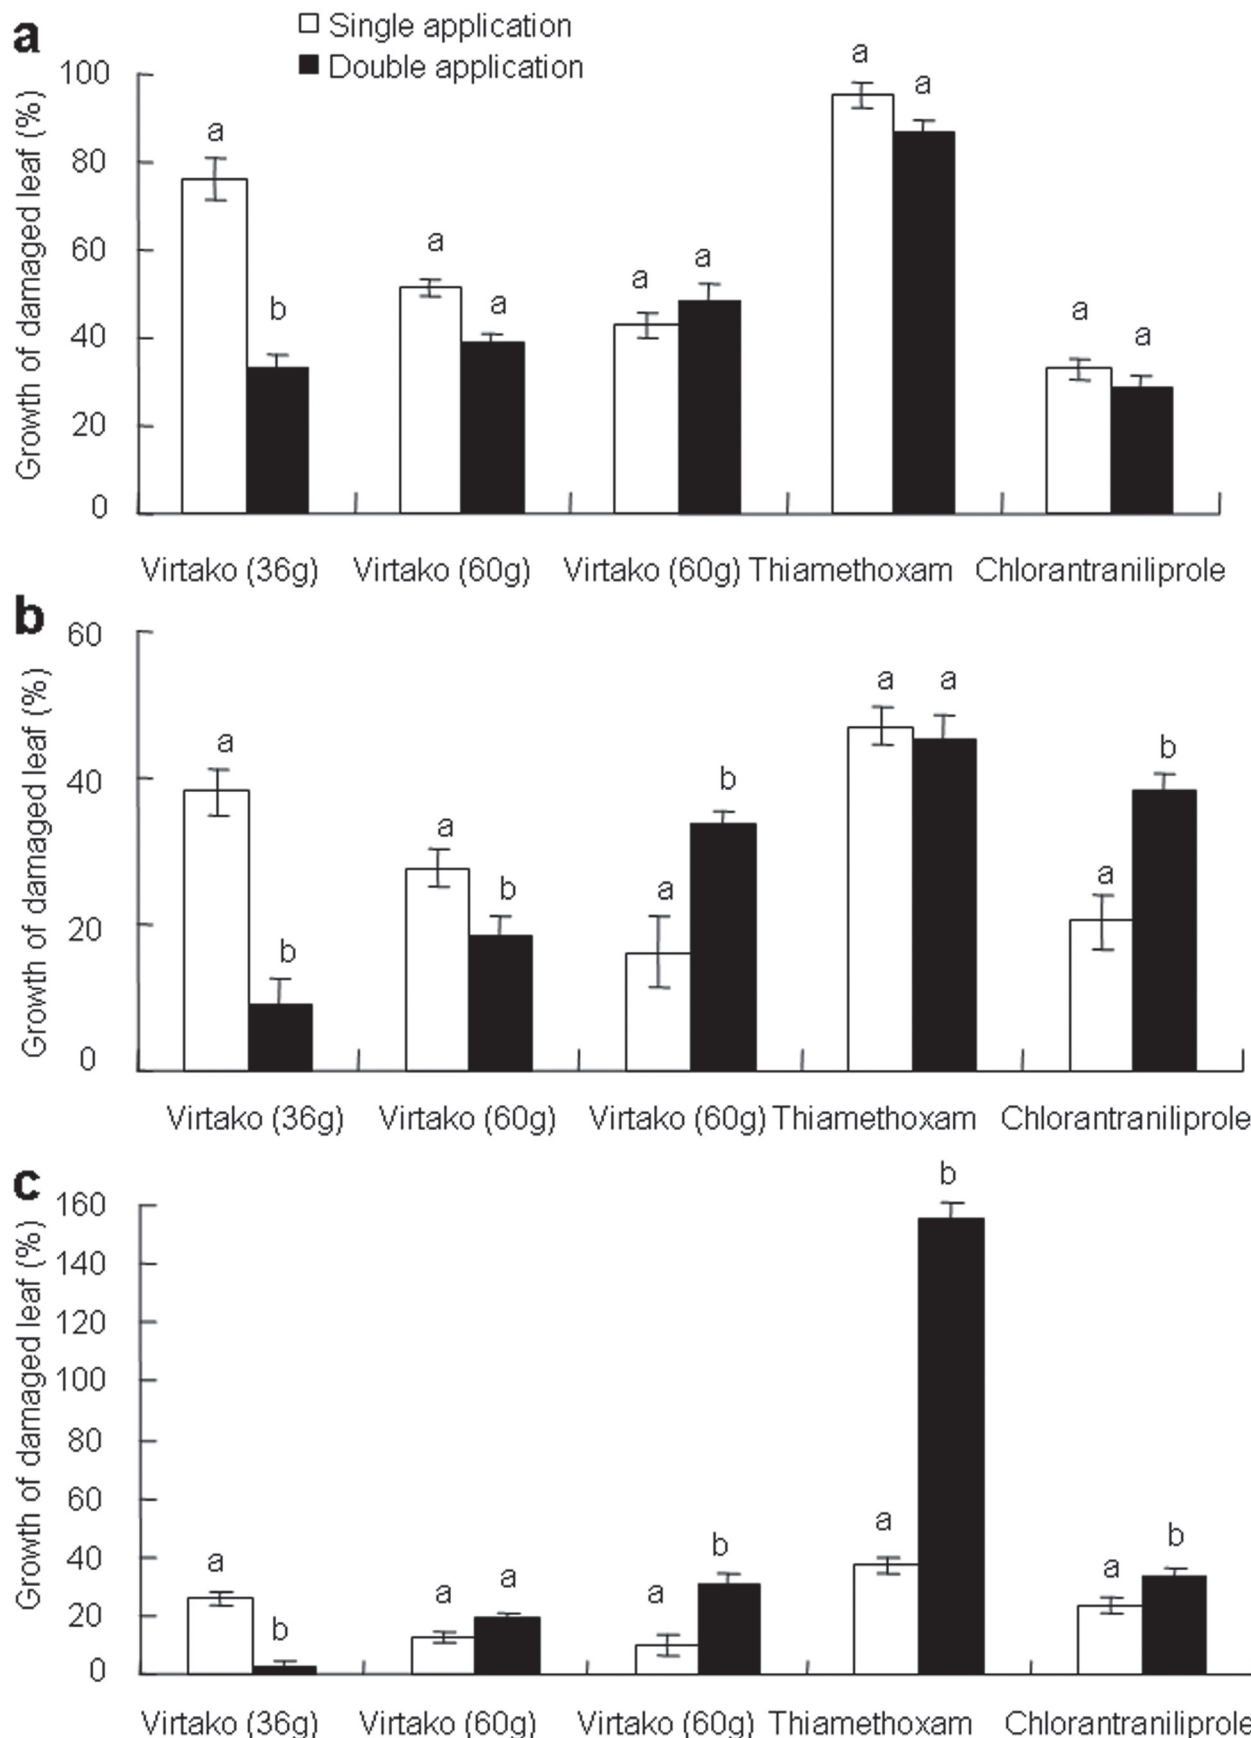 a
Single application
Double application
Growth of damaged leaf (%)
100
80
60
40
20
0
a
b
a
a
a
a
a
a
a
a
Virtako (36g) Virtako (60g) Virtako (60g) Thiamethoxam Chlorantraniliprole
b
Growth of damaged leaf (%)
60
40
20
0
a
b
a
b
a
b
a
a
a
b
Virtako (36g) Virtako (60g) Virtako (60g) Thiamethoxam Chlorantraniliprole
c
Growth of damaged leaf (%)
160
140
120
100
80
60
40
20
0
a
b
a
a
a
b
a
b
a
b
Virtako (36g) Virtako (60g) Virtako (60g) Thiamethoxam Chlorantraniliprole